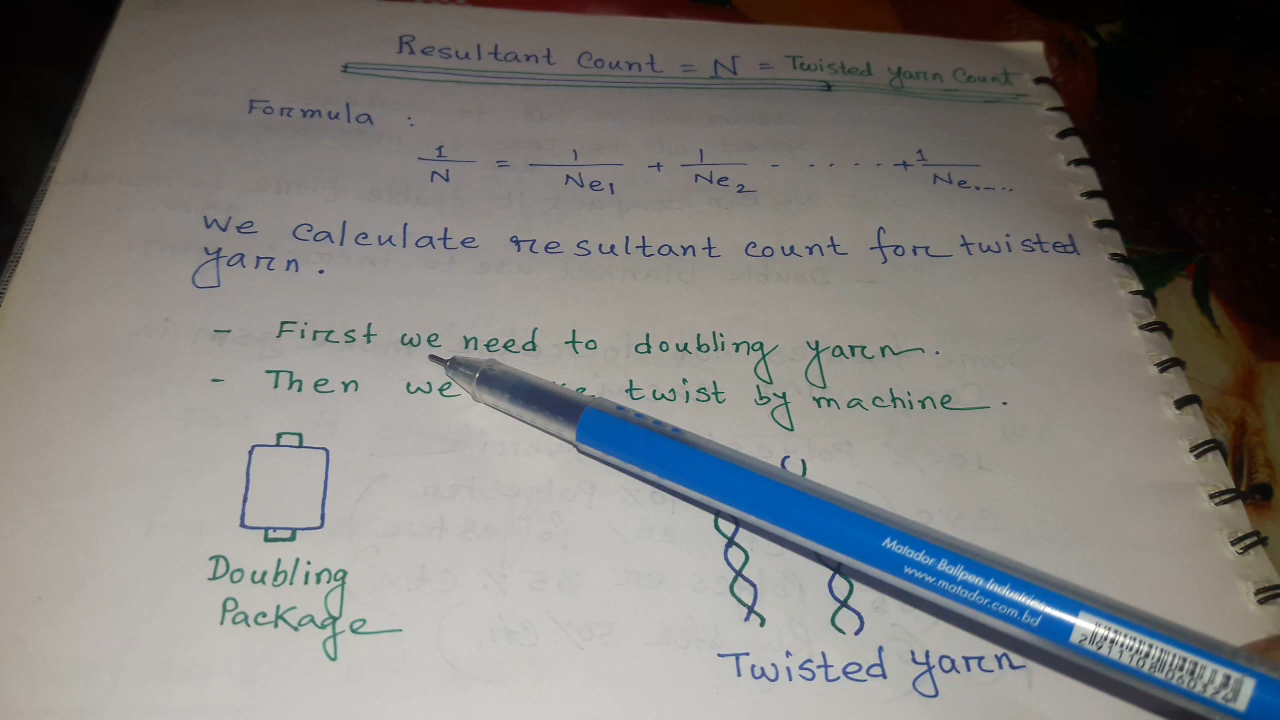 Resultant Count = N = Twisted yarn Count
Formula :
1/N = 1/Ne1 + 1/Ne2 - ..... + 1/Ne.....
We calculate resultant count for twisted
yarn.
- First we need to doubling yarn.
- Then we twist by machine.
Doubling
Package
Twisted yarn
Matador Ballpen Industries
www.matador.com.bd